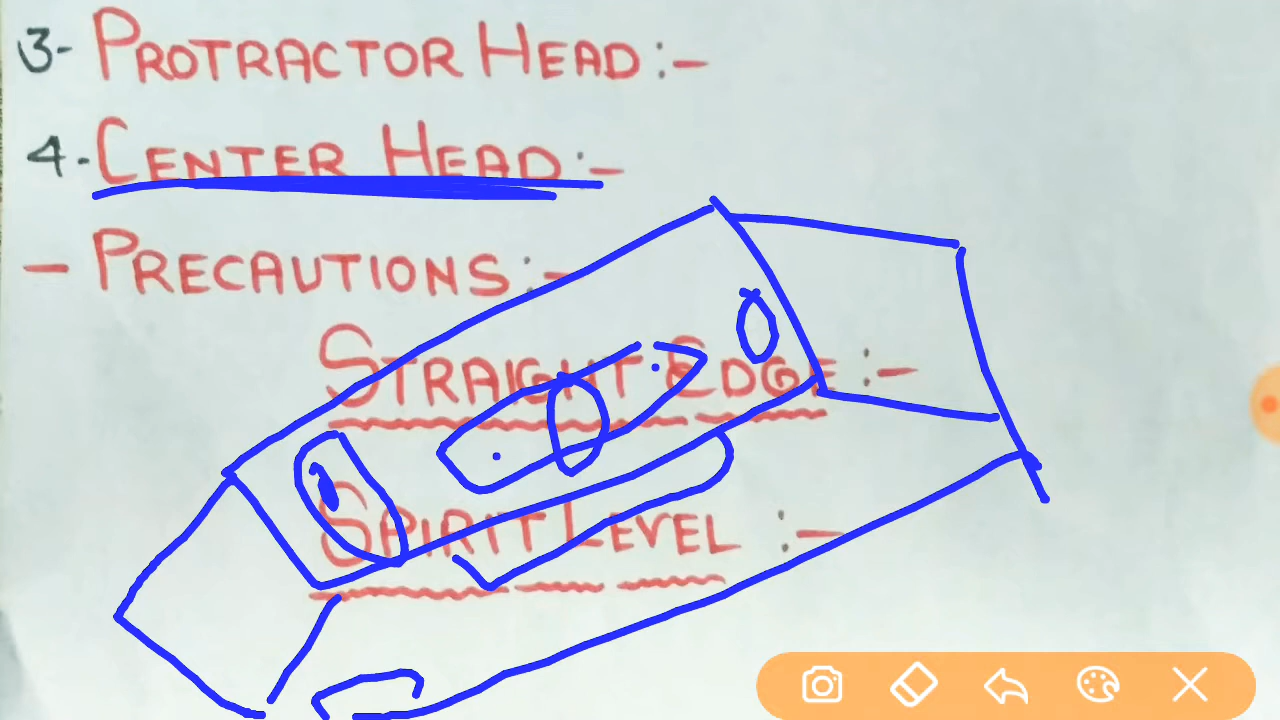 3- PROTRACTOR HEAD :-
4- CENTER HEAD :-
- PRECAUTIONS :-
STRAIGHT EDGE :-
SPIRIT LEVEL :-